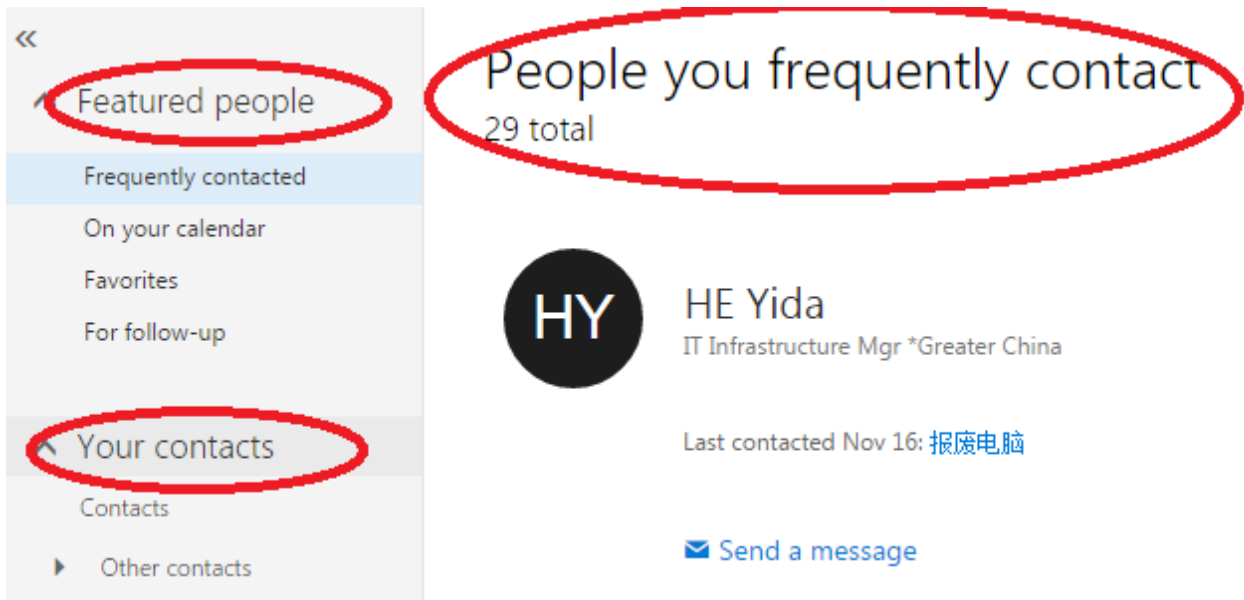 Featured people
Frequently contacted
On your calendar
Favorites
For follow-up
Your contacts
Contacts
Other contacts
People you frequently contact
29 total
HY
HE Yida
IT Infrastructure Mgr *Greater China
Last contacted Nov 16: 报废电脑
Send a message